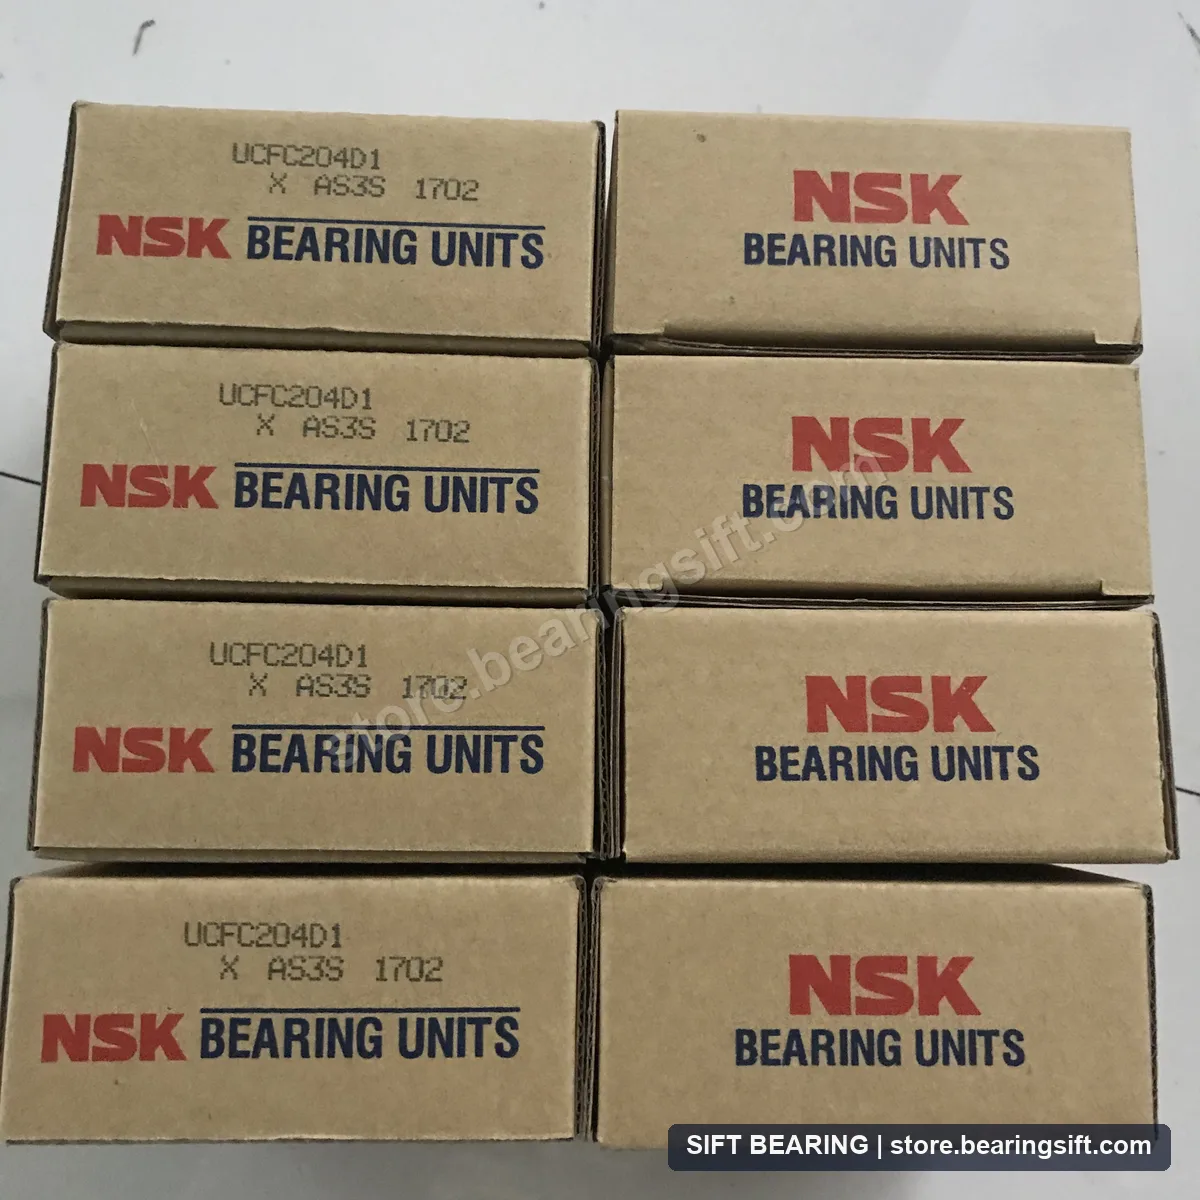 UCFC204D1
X AS3S 1702
NSK BEARING UNITS
NSK
BEARING UNITS
UCFC204D1
X AS3S 1702
NSK BEARING UNITS
NSK
BEARING UNITS
UCFC204D1
X AS3S 1702
NSK BEARING UNITS
NSK
BEARING UNITS
UCFC204D1
X AS3S 1702
NSK BEARING UNITS
NSK
BEARING UNITS
store.bearingsift.com
SIFT BEARING | store.bearingsift.com